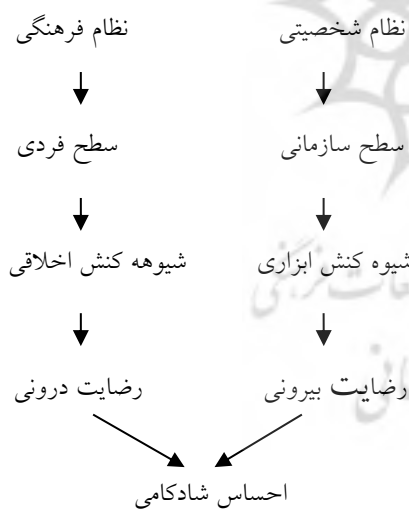 نظام شخصیتی نظام فرهنگی
سطح سازمانی سطح فردی
شیوه کنش ابزاری شیوهه کنش اخلاقی
رضایت بیرونی رضایت درونی
احساس شادکامی